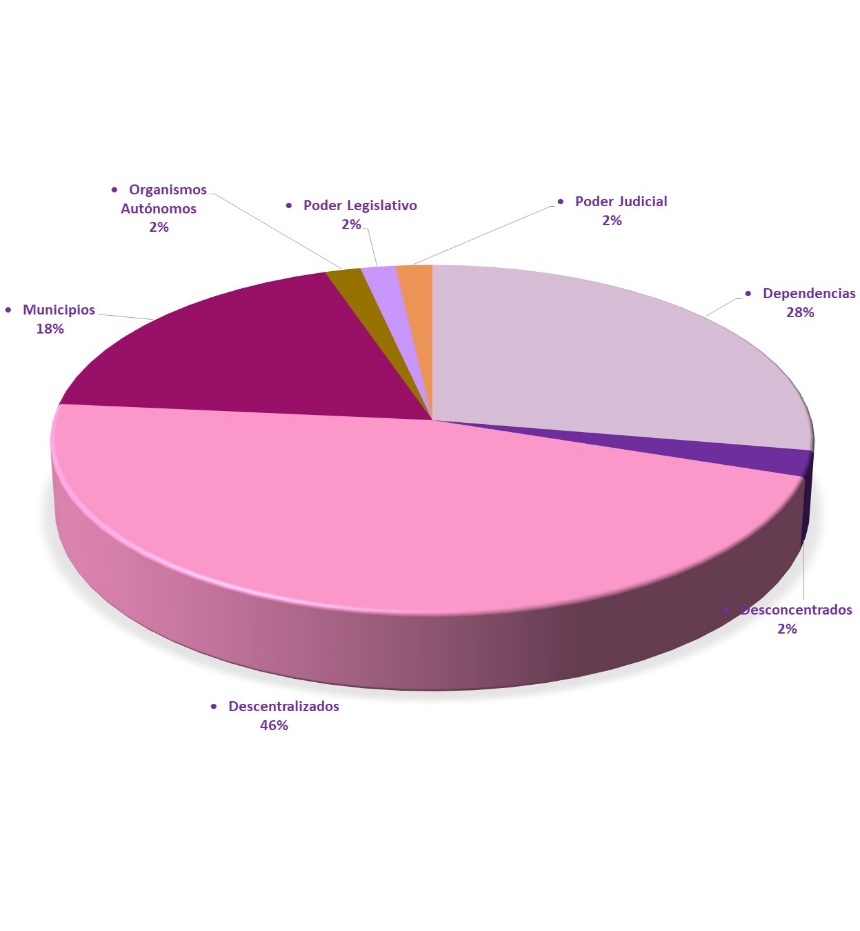 • Organismos
Autónomos
2%
• Poder Legislativo
2%
• Poder Judicial
2%
• Dependencias
28%
• Municipios
18%
• Desconcentrados
2%
• Descentralizados
46%